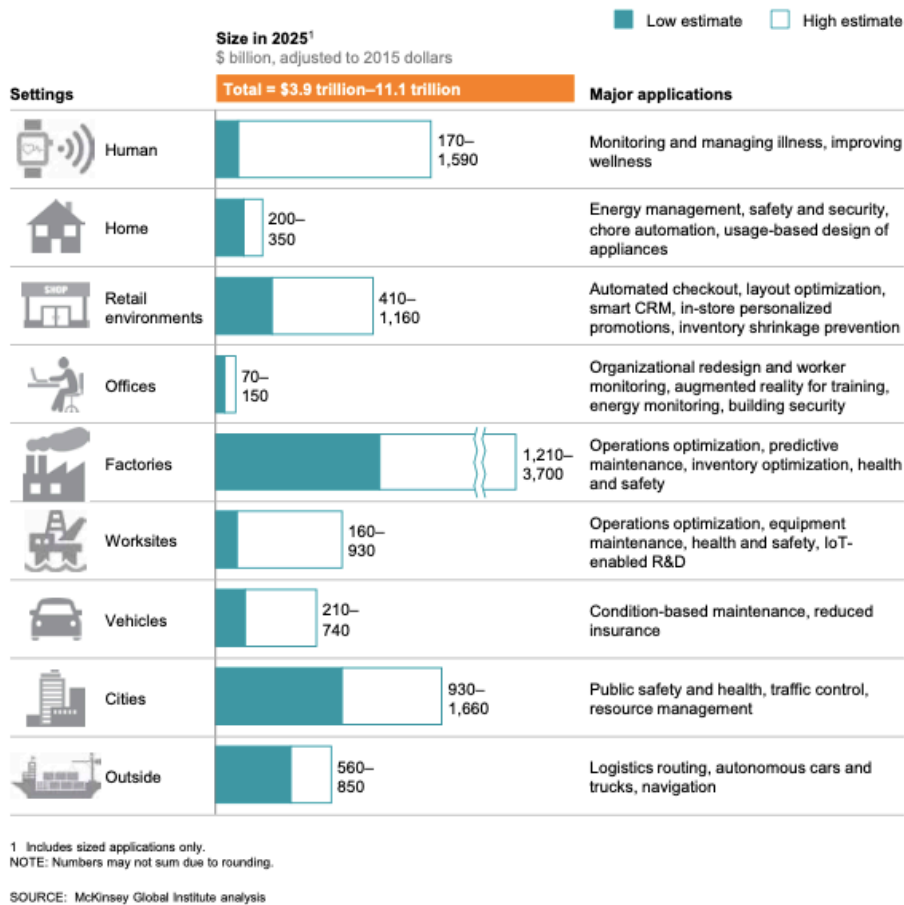 Low estimate
High estimate
Size in 2025¹
$ billion, adjusted to 2015 dollars
Settings
Total = $3.9 trillion–11.1 trillion
Major applications
Human
170–
1,590
Monitoring and managing illness, improving
wellness
Home
200–
350
Energy management, safety and security,
chore automation, usage-based design of
appliances
SHOP
Retail
environments
410–
1,160
Automated checkout, layout optimization,
smart CRM, in-store personalized
promotions, inventory shrinkage prevention
Offices
70–
150
Organizational redesign and worker
monitoring, augmented reality for training,
energy monitoring, building security
Factories
1,210–
3,700
Operations optimization, predictive
maintenance, inventory optimization, health
and safety
Worksites
160–
930
Operations optimization, equipment
maintenance, health and safety, IoT-
enabled R&D
Vehicles
210–
740
Condition-based maintenance, reduced
insurance
Cities
930–
1,660
Public safety and health, traffic control,
resource management
Outside
560–
850
Logistics routing, autonomous cars and
trucks, navigation
1 Includes sized applications only.
NOTE: Numbers may not sum due to rounding.
SOURCE: McKinsey Global Institute analysis